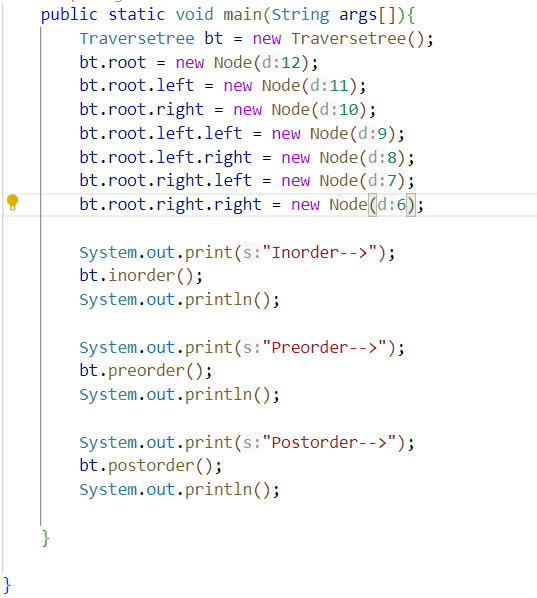 public static void main(String args[]){
Traversetree bt = new Traversetree();
bt.root = new Node(d:12);
bt.root.left = new Node(d:11);
bt.root.right = new Node(d:10);
bt.root.left.left = new Node(d:9);
bt.root.left.right = new Node(d:8);
bt.root.right.left = new Node(d:7);
bt.root.right.right = new Node(d:6);
System.out.print(s:"Inorder-->");
bt.inorder();
System.out.println();
System.out.print(s:"Preorder-->");
bt.preorder();
System.out.println();
System.out.print(s:"Postorder-->");
bt.postorder();
System.out.println();
}
}